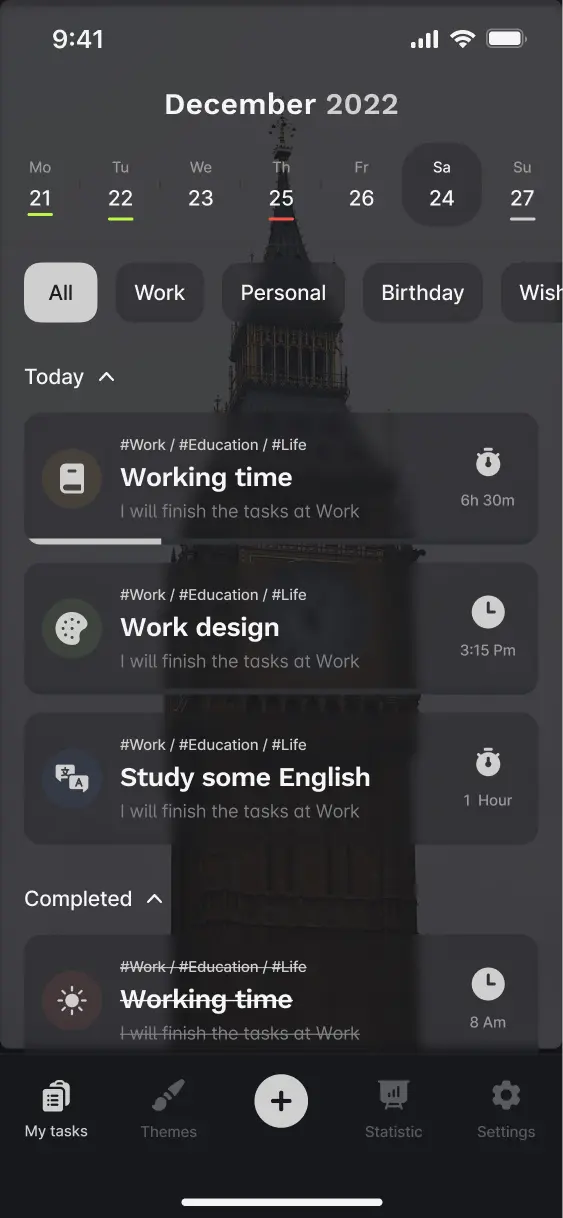 9:41
December 2022
Mo Tu We Th Fr Sa Su
21 22 23 25 26 24 27
All Work Personal Birthday Wish
Today
#Work / #Education / #Life
Working time
I will finish the tasks at Work
6h 30m
#Work / #Education / #Life
Work design
I will finish the tasks at Work
3:15 Pm
#Work / #Education / #Life
Study some English
I will finish the tasks at Work
1 Hour
Completed
#Work / #Education / #Life
Working time
I will finish the tasks at Work
8 Am
My tasks Themes Statistic Settings